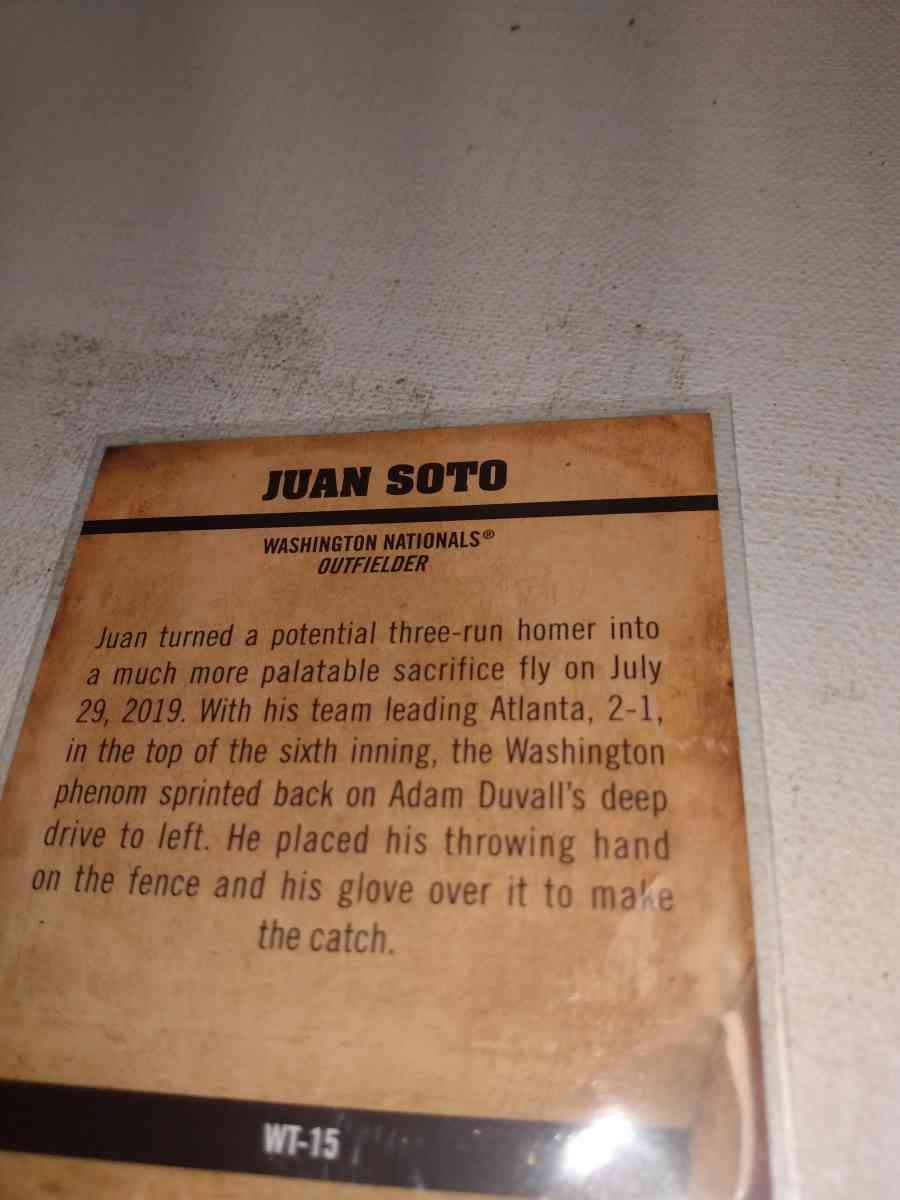 JUAN SOTO
WASHINGTON NATIONALS®
OUTFIELDER
Juan turned a potential three-run homer into
a much more palatable sacrifice fly on July
29, 2019. With his team leading Atlanta, 2-1,
in the top of the sixth inning, the Washington
phenom sprinted back on Adam Duvall's deep
drive to left. He placed his throwing hand
on the fence and his glove over it to make
the catch.
WT-15